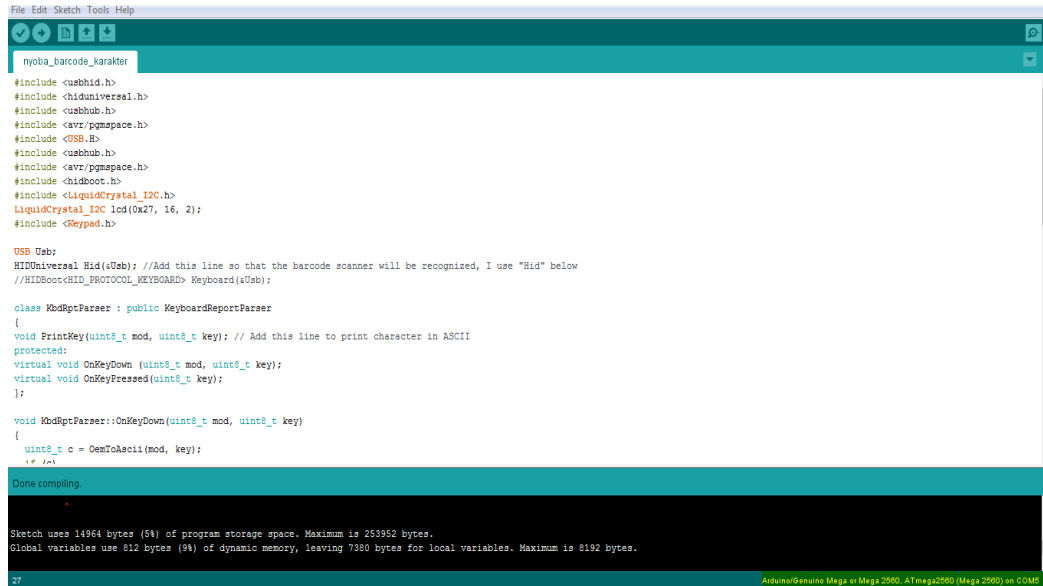 File Edit Sketch Tools Help
nyoba_barcode_karakter
#include <usbhid.h>
#include <hiduniversal.h>
#include <usbhub.h>
#include <avr/pgmspace.h>
#include <USB.H>
#include <usbhub.h>
#include <avr/pgmspace.h>
#include <hidboot.h>
#include <LiquidCrystal_I2C.h>
LiquidCrystal_I2C lcd(0x27, 16, 2);
#include <Keypad.h>
USB Usb;
HIDUniversal Hid(&Usb); //Add this line so that the barcode scanner will be recognized, I use "Hid" below
//HIDBoot<HID_PROTOCOL_KEYBOARD> Keyboard(&Usb);
class KbdRptParser : public KeyboardReportParser
{
void PrintKey(uint8_t mod, uint8_t key); // Add this line to print character in ASCII
protected:
virtual void OnKeyDown (uint8_t mod, uint8_t key);
virtual void OnKeyPressed(uint8_t key);
};
void KbdRptParser::OnKeyDown(uint8_t mod, uint8_t key)
{
uint8_t c = OemToAscii(mod, key);
if (c)
Done compiling.
^
Sketch uses 14964 bytes (5%) of program storage space. Maximum is 253952 bytes.
Global variables use 812 bytes (9%) of dynamic memory, leaving 7380 bytes for local variables. Maximum is 8192 bytes.
27
Arduino/Genuino Mega or Mega 2560, ATmega2560 (Mega 2560) on COM5